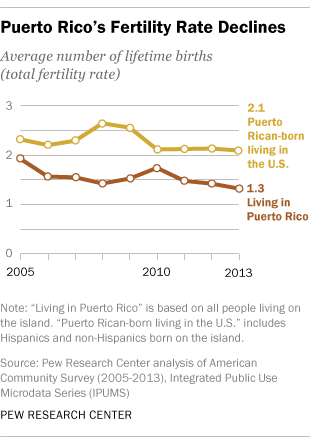 Puerto Rico's Fertility Rate Declines
Average number of lifetime births
(total fertility rate)
3
2
1
0
2.1
Puerto
Rican-born
living in
the U.S.
1.3
Living in
Puerto Rico
2005
2010
2013
Note: “Living in Puerto Rico” is based on all people living on
the island. “Puerto Rican-born living in the U.S.” includes
Hispanics and non-Hispanics born on the island.
Source: Pew Research Center analysis of American
Community Survey (2005-2013), Integrated Public Use
Microdata Series (IPUMS)
PEW RESEARCH CENTER